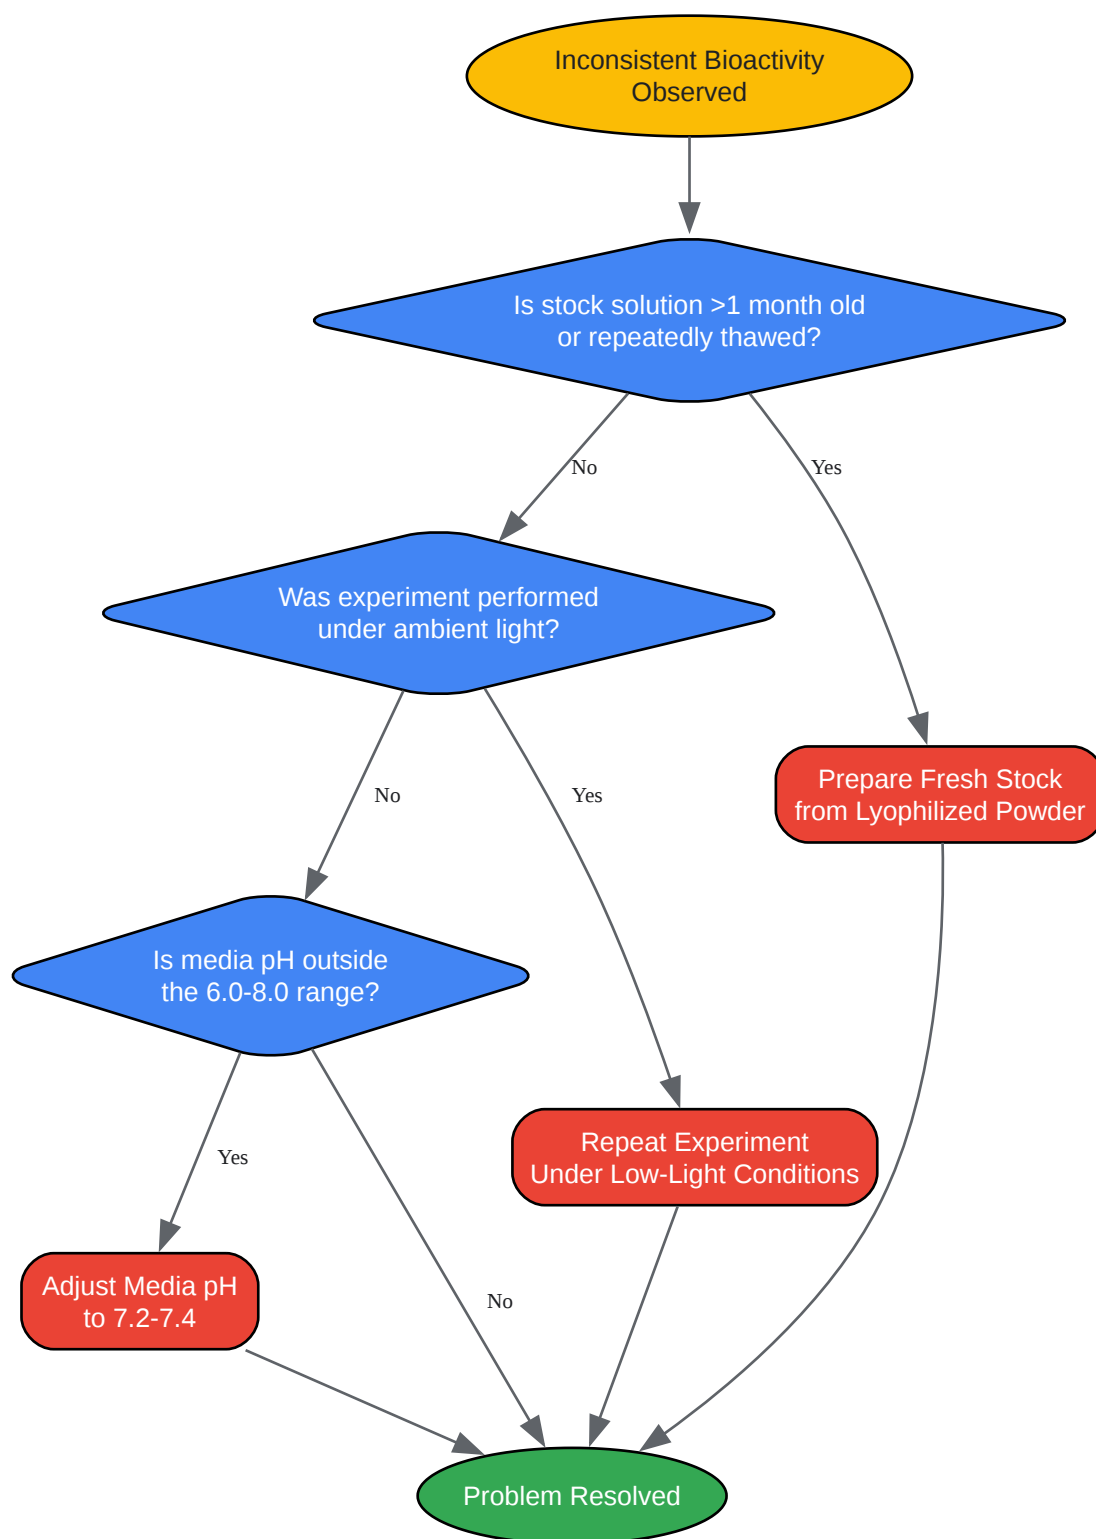 Inconsistent Bioactivity
Observed
Is stock solution >1 month old
or repeatedly thawed?
No
Yes
Was experiment performed
under ambient light?
No
Yes
Prepare Fresh Stock
from Lyophilized Powder
Is media pH outside
the 6.0-8.0 range?
Yes
No
Repeat Experiment
Under Low-Light Conditions
Adjust Media pH
to 7.2-7.4
Problem Resolved